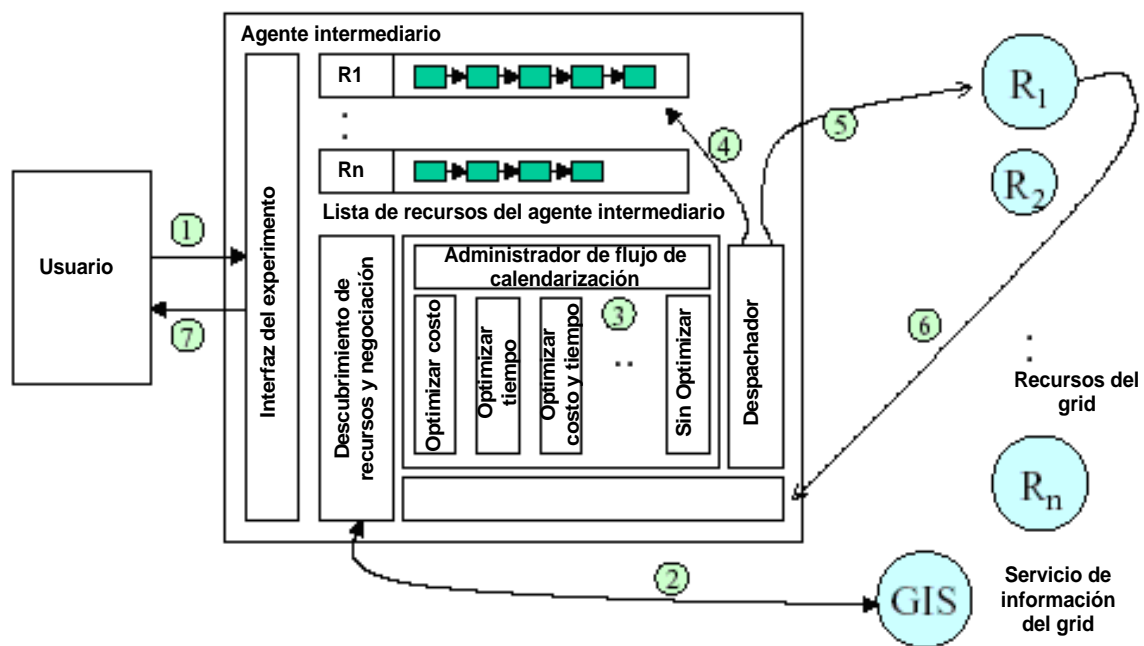 Agente intermediario
R1
:
Rn
Lista de recursos del agente intermediario
Usuario
1
7
Interfaz del experimento
Descubrimiento de
recursos y negociación
Administrador de flujo de
calendarización
Optimizar costo
Optimizar
tiempo
Optimizar
costo y tiempo
3
..
Sin Optimizar
Despachador
4
5
6
2
R1
R2
:
Recursos del
grid
Rn
GIS
Servicio de
información
del grid